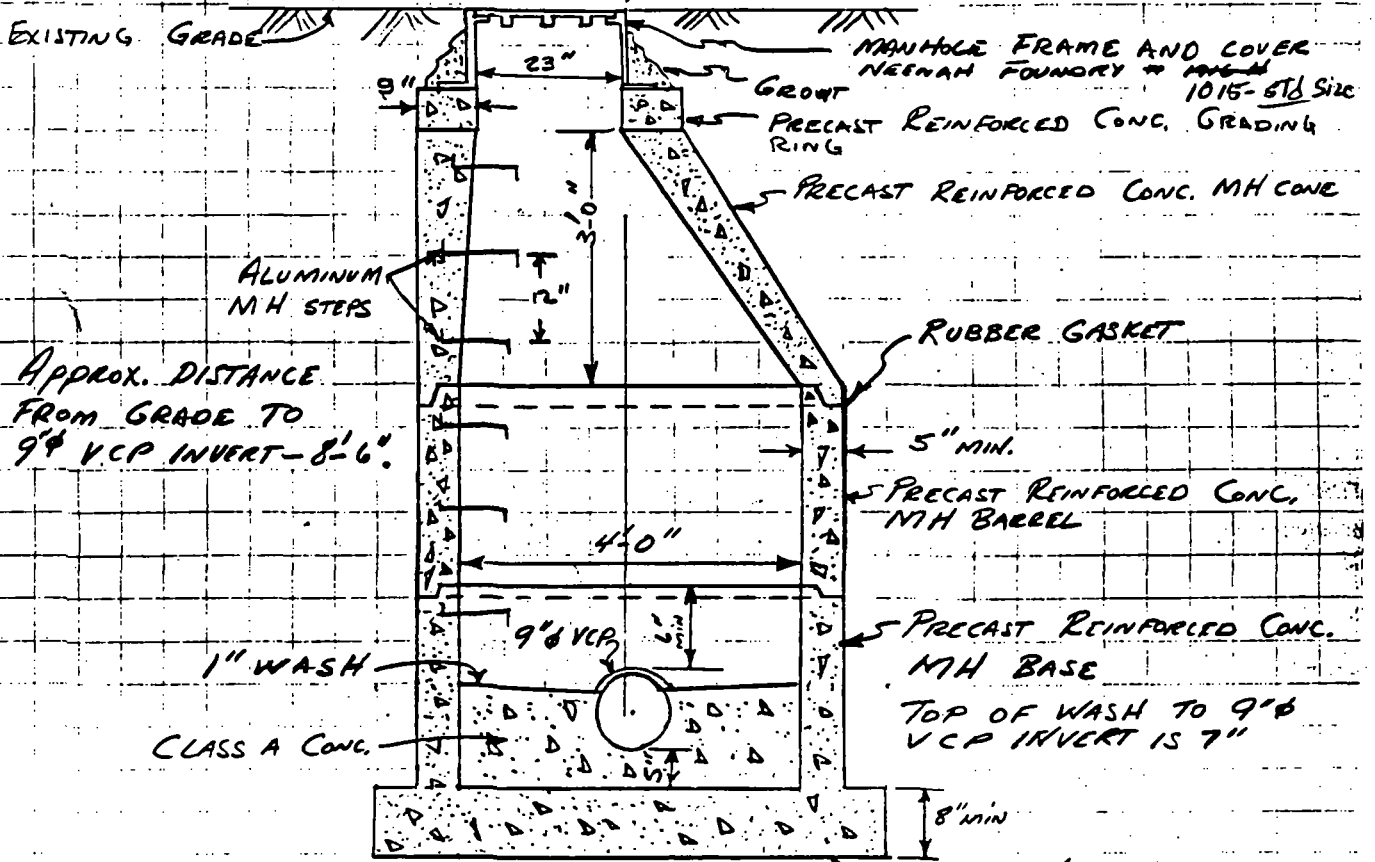 EXISTING GRADE
MANHOLE FRAME AND COVER
NEENAH FOUNDRY #
1015-STD SIZE
23"
GROUT
9"
PRECAST REINFORCED CONC. GRADING
RING
PRECAST REINFORCED CONC. MH CONE
3'-0"
ALUMINUM
MH STEPS
12"
RUBBER GASKET
APPROX. DISTANCE
FROM GRADE TO
9"φ VCP INVERT-8'-6".
5" MIN.
PRECAST REINFORCED CONC.
MH BARREL
4'-0"
MIN
9"φ VCP
PRECAST REINFORCED CONC.
MH BASE
1" WASH
TOP OF WASH TO 9"φ
VCP INVERT IS 7"
CLASS A CONC.
5"
8" MIN